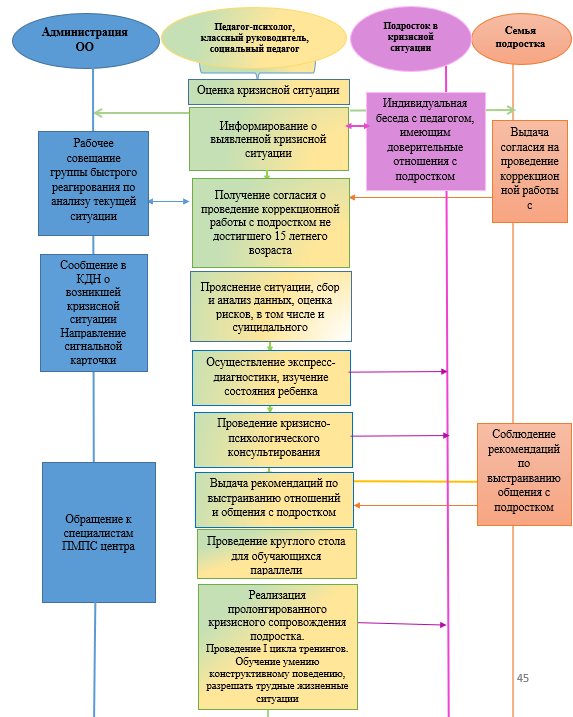 Администрация
ОО
Педагог-психолог,
классный руководитель,
социальный педагог
Подросток в
кризисной
ситуации
Семья
подростка
Оценка кризисной ситуации
Информирование о
выявленной кризисной
ситуации
Индивидуальная
беседа с педагогом,
имеющим
доверительные
отношения с
подростком
Выдача
согласия на
проведение
коррекцион
ной работы
с
Рабочее
совещание
группы быстрого
реагирования по
анализу текущей
ситуации
Получение согласия о
проведение коррекционной
работы с подростком не
достигшего 15 летнего
возраста
Сообщение в
КДН о
возникшей
кризисной
ситуации
Направление
сигнальной
карточки
Прояснение ситуации, сбор
и анализ данных, оценка
рисков, в том числе и
суицидального
Осуществление экспресс-
диагностики, изучение
состояния ребенка
Проведение кризисно-
психологического
консультирования
Соблюдение
рекомендаций
по
выстраиванию
общения с
подростком
Обращение к
специалистам
ПМПС центра
Выдача рекомендаций по
выстраиванию отношений
и общения с подростком
Проведение круглого стола
для обучающихся
параллели
Реализация
пролонгированного
кризисного сопровождения
подростка.
Проведение I цикла тренингов.
Обучение умению
конструктивному поведению,
разрешать трудные жизненные
ситуации
45